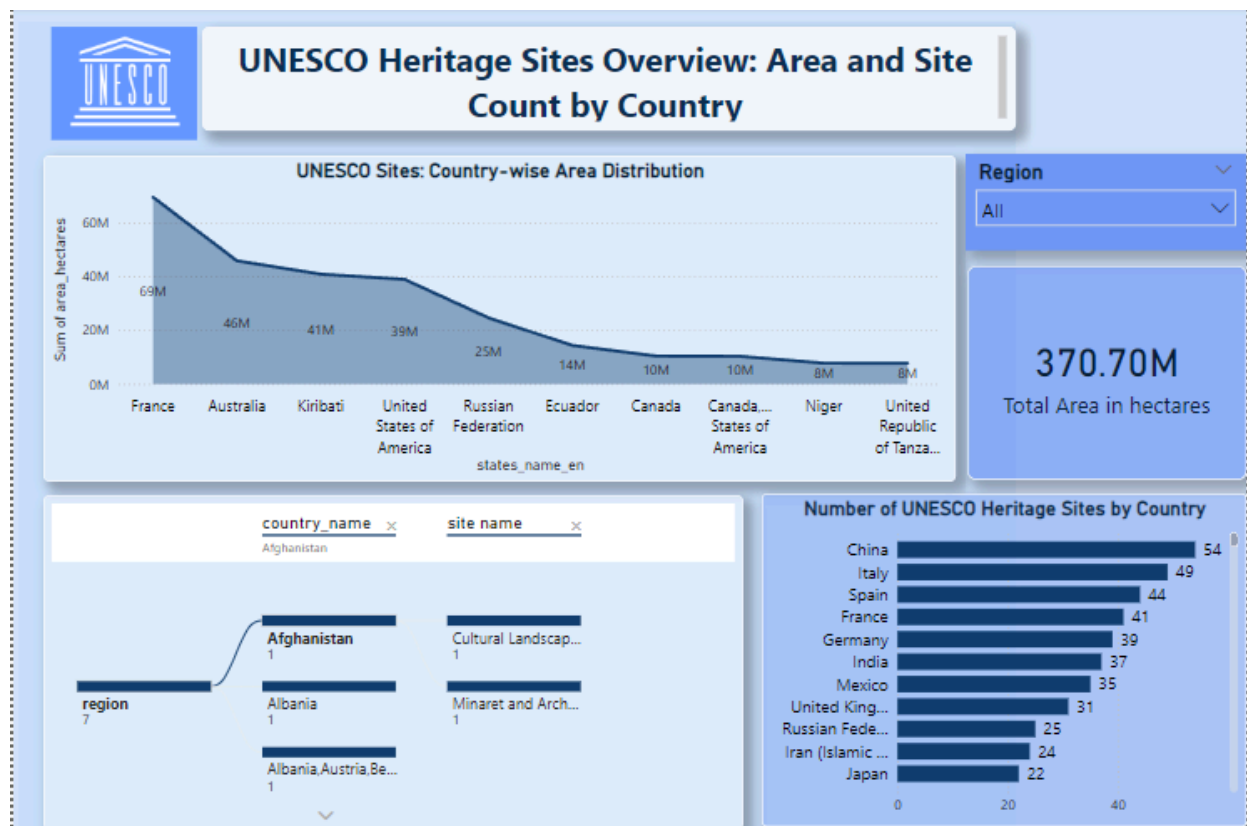 UNESCO
UNESCO Heritage Sites Overview: Area and Site
Count by Country
UNESCO Sites: Country-wise Area Distribution
Sum of area_hectares
60M
40M
20M
0M
69M
46M
41M
39M
25M
14M
10M
10M
8M
8M
France
Australia
Kiribati
United
States of
America
Russian
Federation
Ecuador
Canada
Canada,...
States of
America
Niger
United
Republic
of Tanza...
states_name_en
Region
All
370.70M
Total Area in hectares
country_name
Afghanistan
site name
region
7
Afghanistan
1
Albania
1
Albania,Austria,Be...
1
Cultural Landscap...
1
Minaret and Arch...
1
Number of UNESCO Heritage Sites by Country
China 54
Italy 49
Spain 44
France 41
Germany 39
India 37
Mexico 35
United King... 31
Russian Fede... 25
Iran (Islamic ... 24
Japan 22
0 20 40